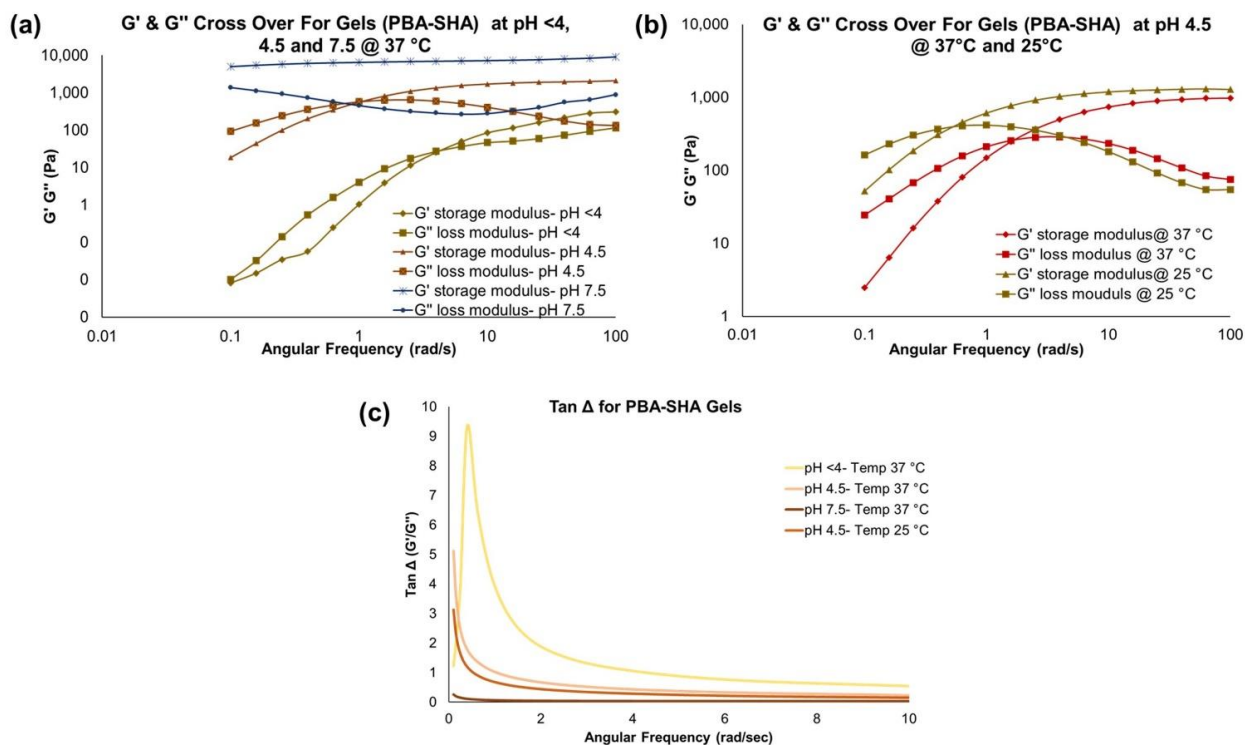 (a)
G' & G'' Cross Over For Gels (PBA-SHA) at pH <4,
4.5 and 7.5 @ 37 °C
10,000
1,000
100
10
1
0
0
0
G' G'' (Pa)
G' storage modulus- pH <4
G'' loss modulus- pH <4
G' storage modulus- pH 4.5
G'' loss modulus- pH 4.5
G' storage modulus- pH 7.5
G'' loss modulus- pH 7.5
0.01
0.1
1
10
100
Angular Frequency (rad/s)
(b)
G' & G'' Cross Over For Gels (PBA-SHA) at pH 4.5
@ 37°C and 25°C
10,000
1,000
100
10
1
G' G'' (Pa)
G' storage modulus@ 37 °C
G'' loss modulus @ 37 °C
G' storage modulus@ 25 °C
G'' loss mouduls @ 25 °C
0.01
0.1
1
10
100
Angular Frequency (rad/s)
(c)
Tan Δ for PBA-SHA Gels
10
9
8
7
6
5
4
3
2
1
0
Tan Δ (G'/G'')
pH <4- Temp 37 °C
pH 4.5- Temp 37 °C
pH 7.5- Temp 37 °C
pH 4.5- Temp 25 °C
0
2
4
6
8
10
Angular Frequency (rad/sec)